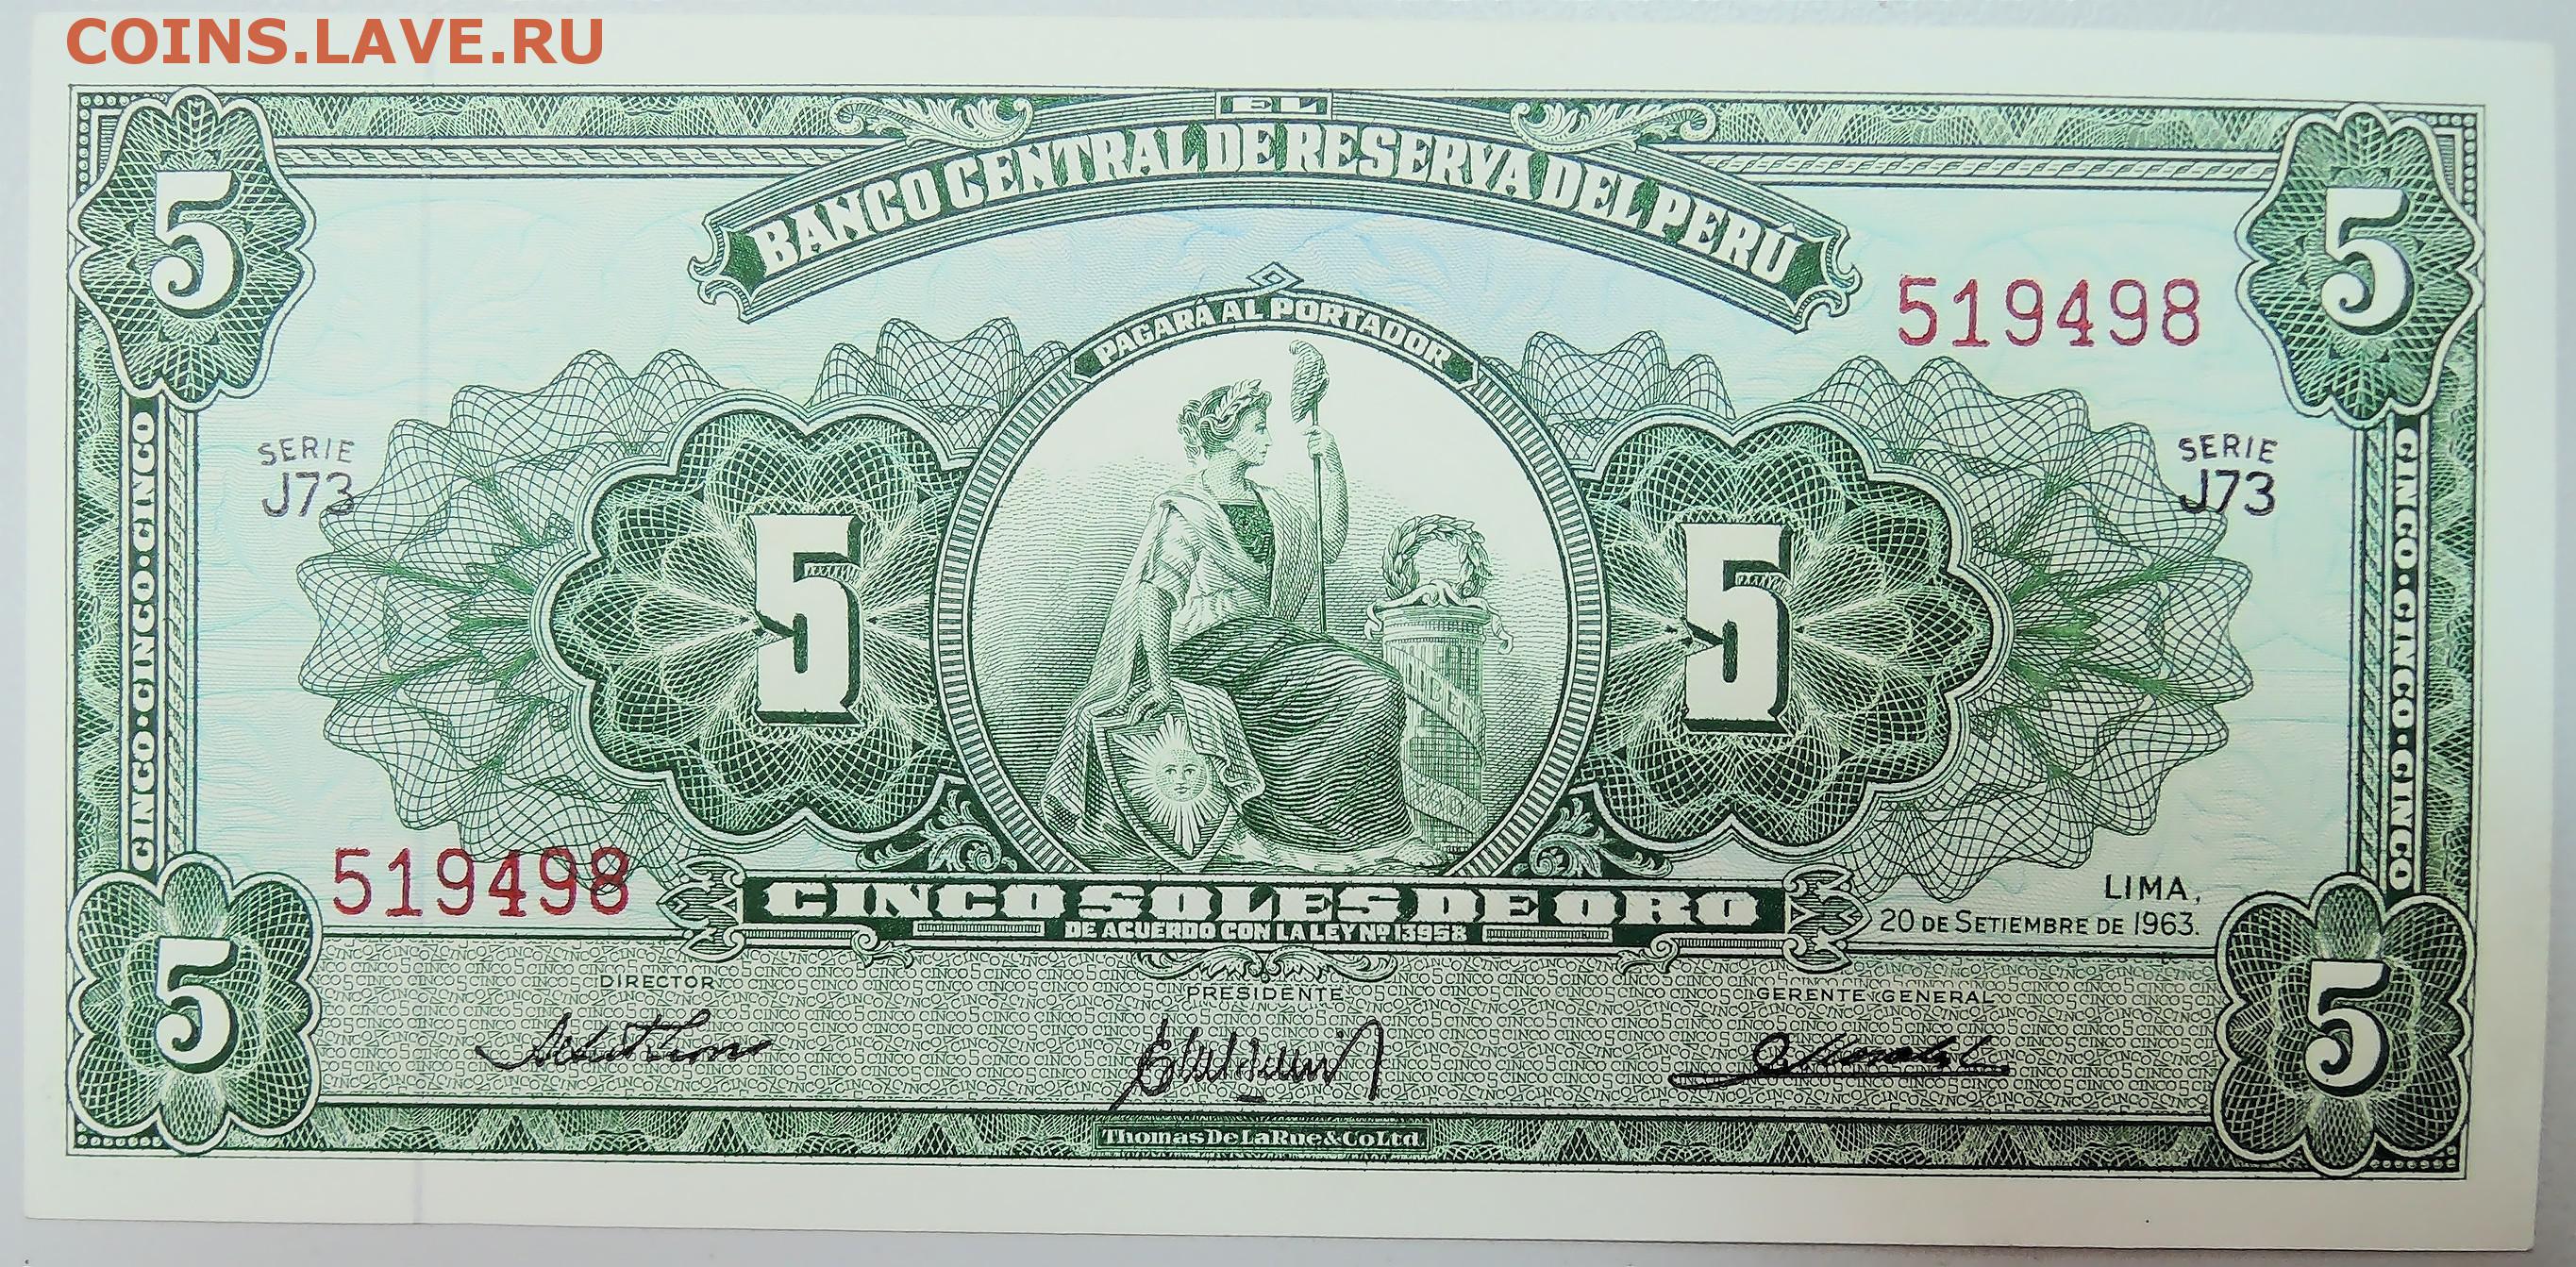 COINS.LAVE.RU
EL
BANCO CENTRAL DE RESERVA DEL PERÚ
5
5
519498
PAGARÁ AL PORTADOR
SERIE
J73
SERIE
J73
5
5
CINCO·CINCO·CINCO
CINCO·CINCO·CINCO
519498
CINCO SOLES DE ORO
DE ACUERDO CON LA LEY Nº 13958
LIMA,
20 DE SETIEMBRE DE 1963.
5
5
DIRECTOR
PRESIDENTE
GERENTE GENERAL
Thomas De La Rue & Co Ltd.